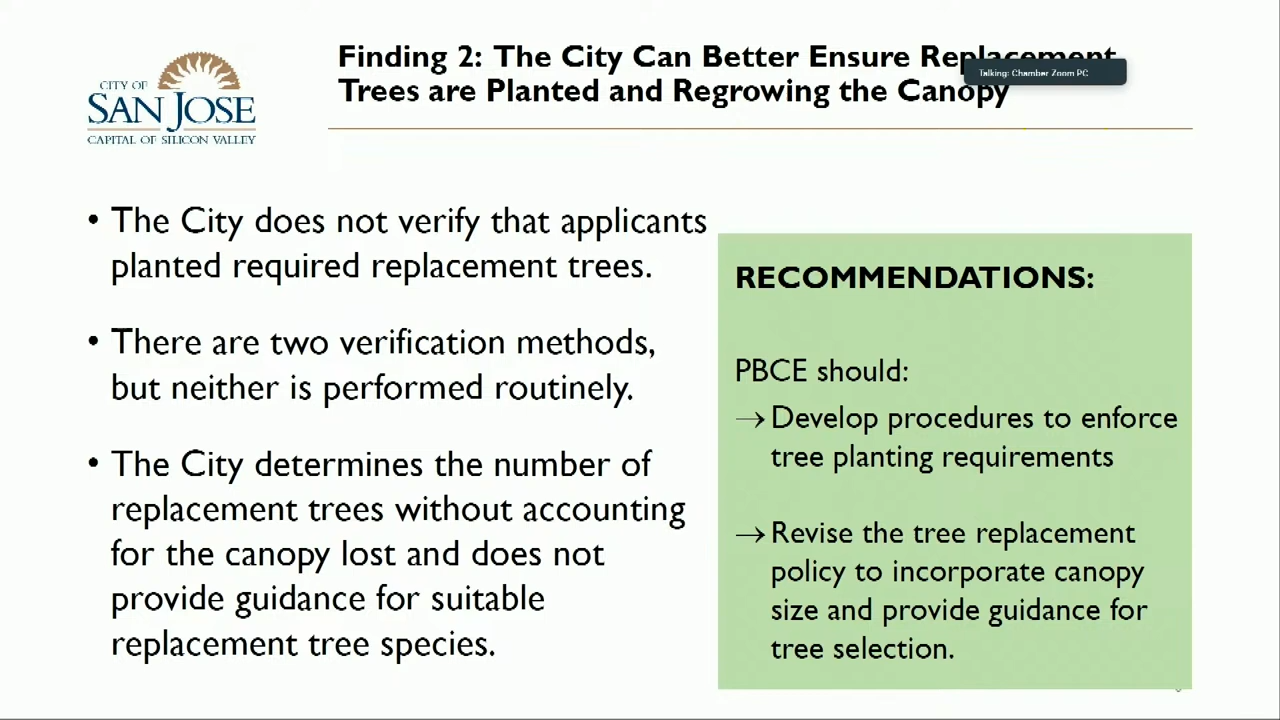 CITY OF
SAN JOSE
CAPITAL OF SILICON VALLEY
Finding 2: The City Can Better Ensure Replacement
Talking: Chamber Zoom PC
Trees are Planted and Regrowing the Canopy
• The City does not verify that applicants
planted required replacement trees.
• There are two verification methods,
but neither is performed routinely.
• The City determines the number of
replacement trees without accounting
for the canopy lost and does not
provide guidance for suitable
replacement tree species.
RECOMMENDATIONS:
PBCE should:
→ Develop procedures to enforce
tree planting requirements
→ Revise the tree replacement
policy to incorporate canopy
size and provide guidance for
tree selection.